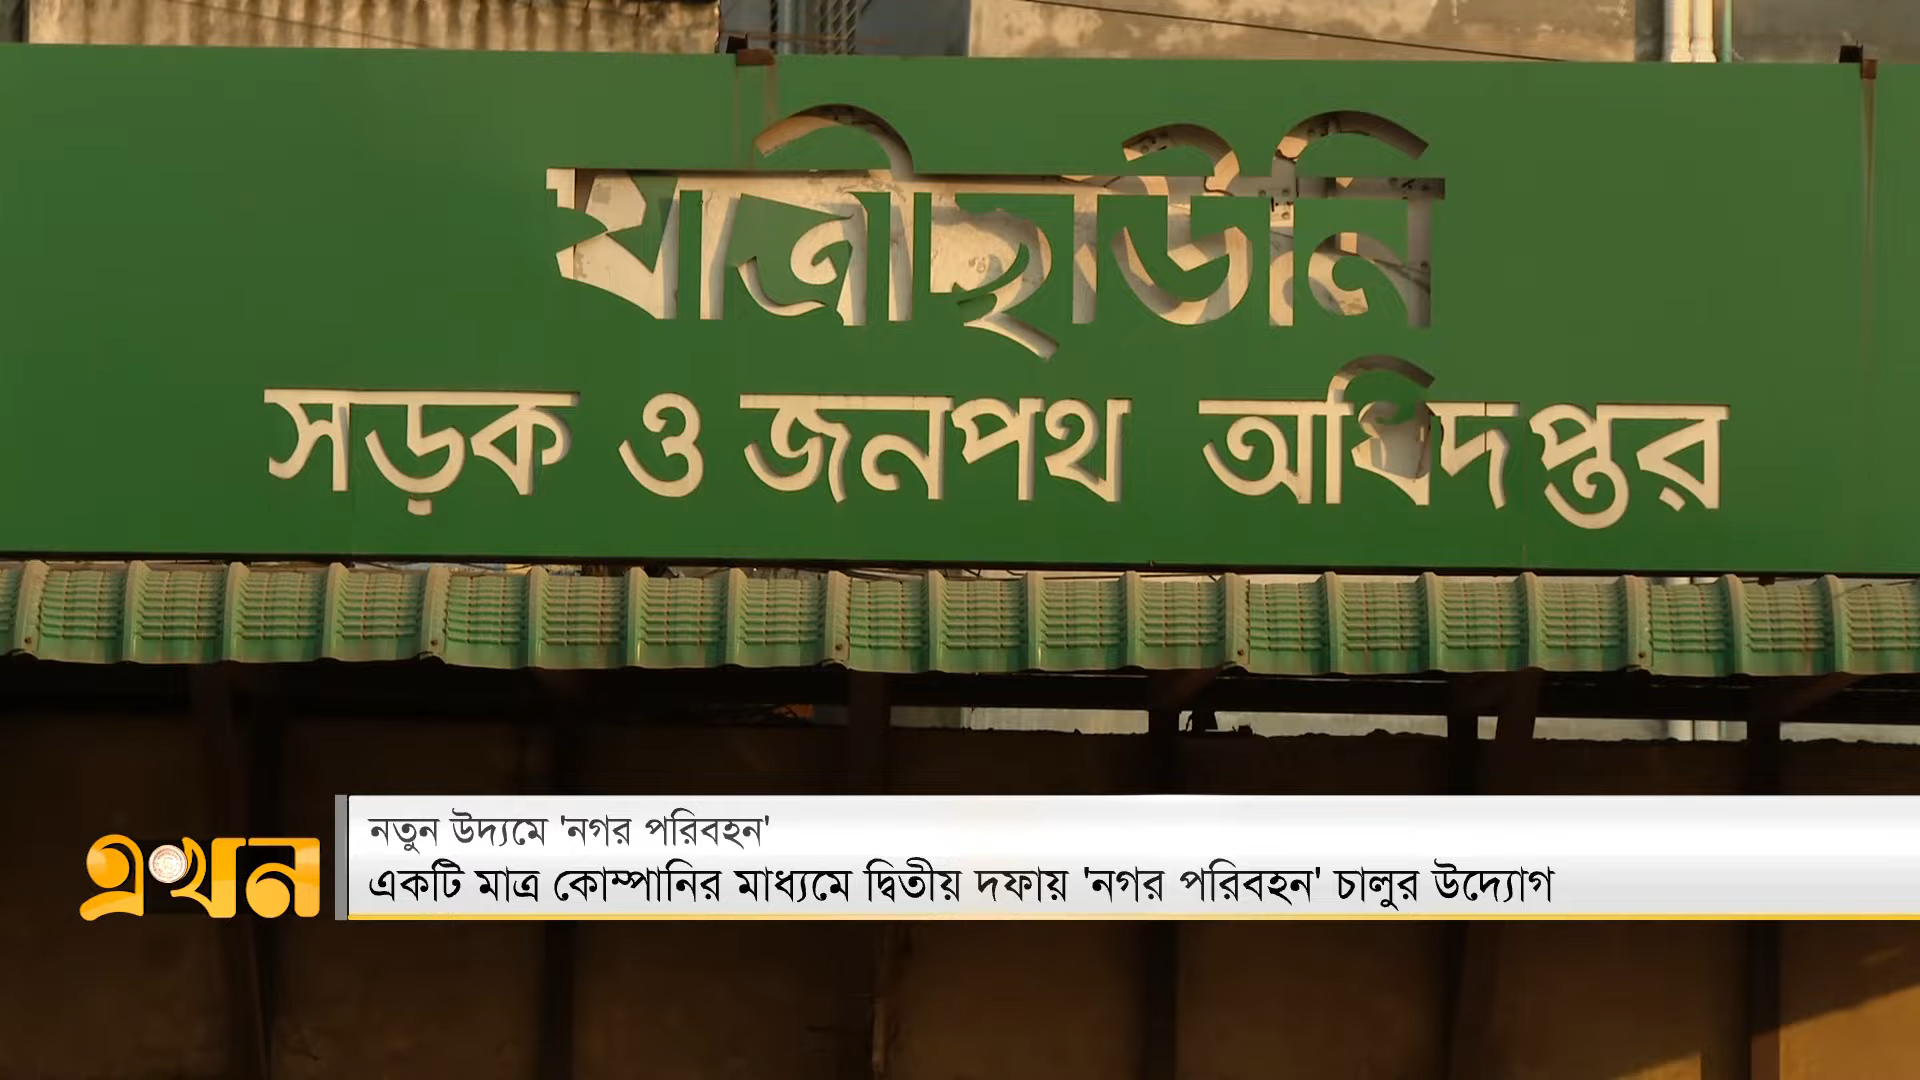 যাত্রীছাউনি
সড়ক ও জনপথ অধিদপ্তর
নতুন উদ্যমে 'নগর পরিবহন'
একটি মাত্র কোম্পানির মাধ্যমে দ্বিতীয় দফায় 'নগর পরিবহন' চালুর উদ্যোগ
এখন